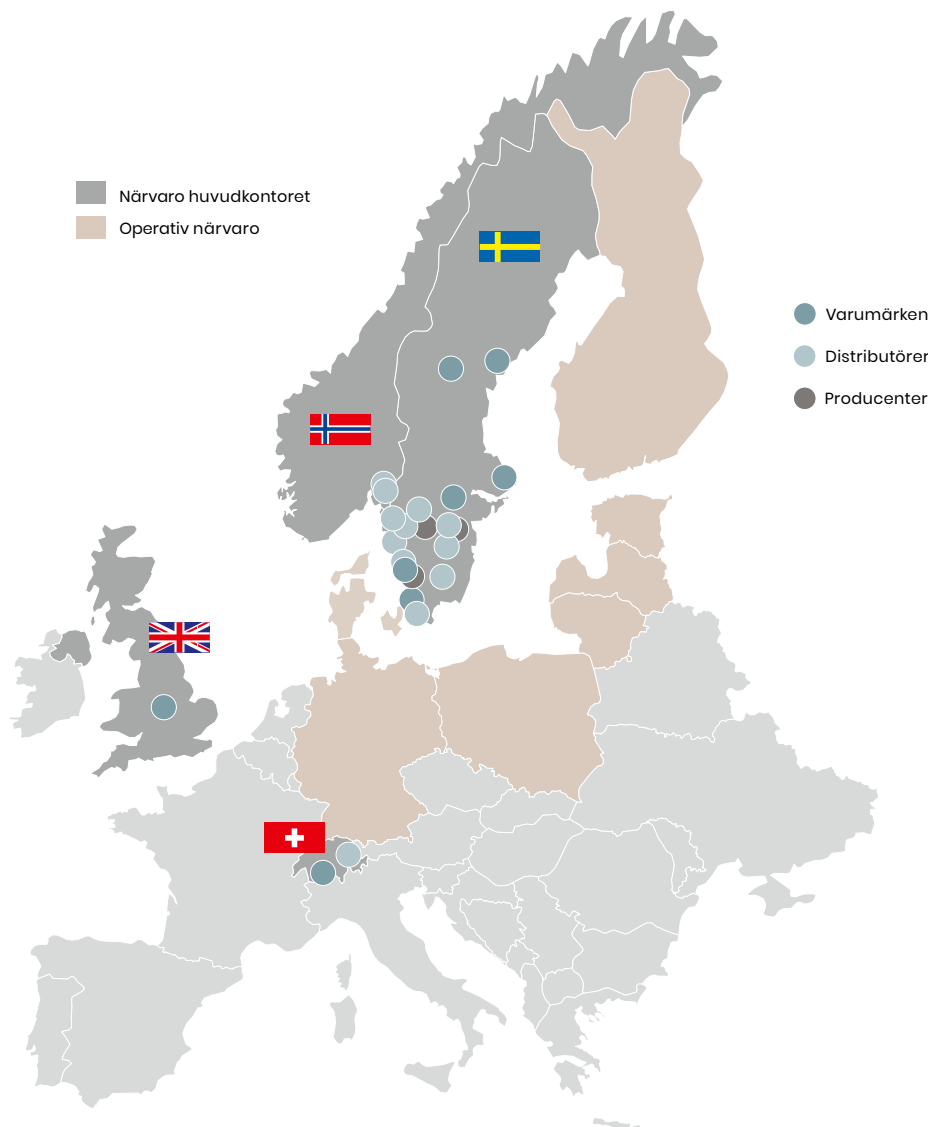 Närvaro huvudkontoret
Operativ närvaro
Varumärken
Distributörer
Producenter